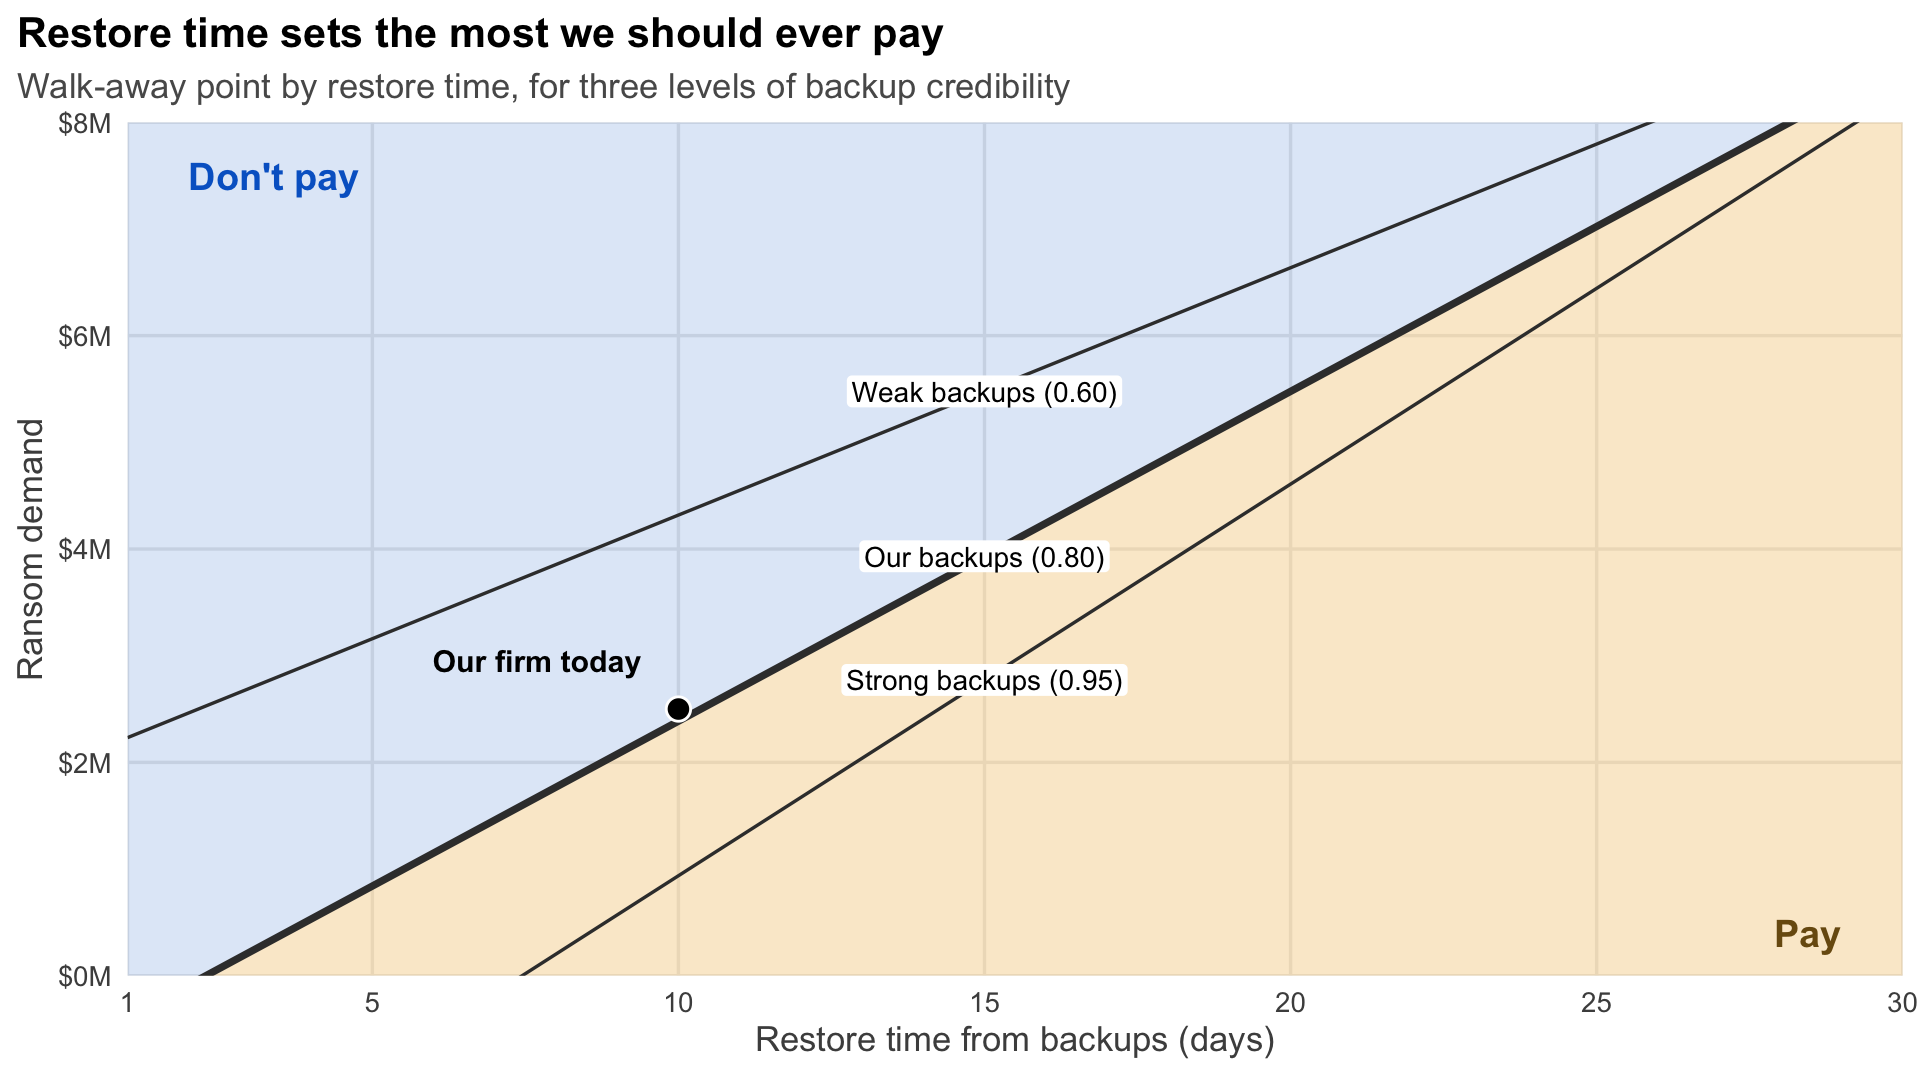 Restore time sets the most we should ever pay
Walk-away point by restore time, for three levels of backup credibility
$8M
Don't pay
$6M
Weak backups (0.60)
Ransom demand
$4M
Our backups (0.80)
Our firm today
Strong backups (0.95)
$2M
Pay
$0M
1 5 10 15 20 25 30
Restore time from backups (days)